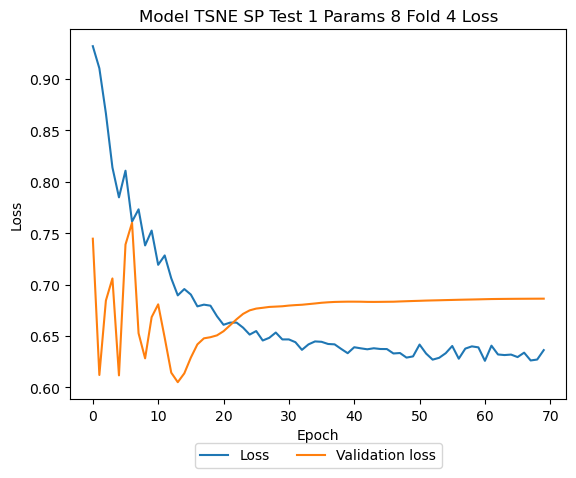 Model TSNE SP Test 1 Params 8 Fold 4 Loss
0.90
0.85
0.80
0.75
0.70
0.65
0.60
Loss
0 10 20 30 40 50 60 70
Epoch
Loss Validation loss